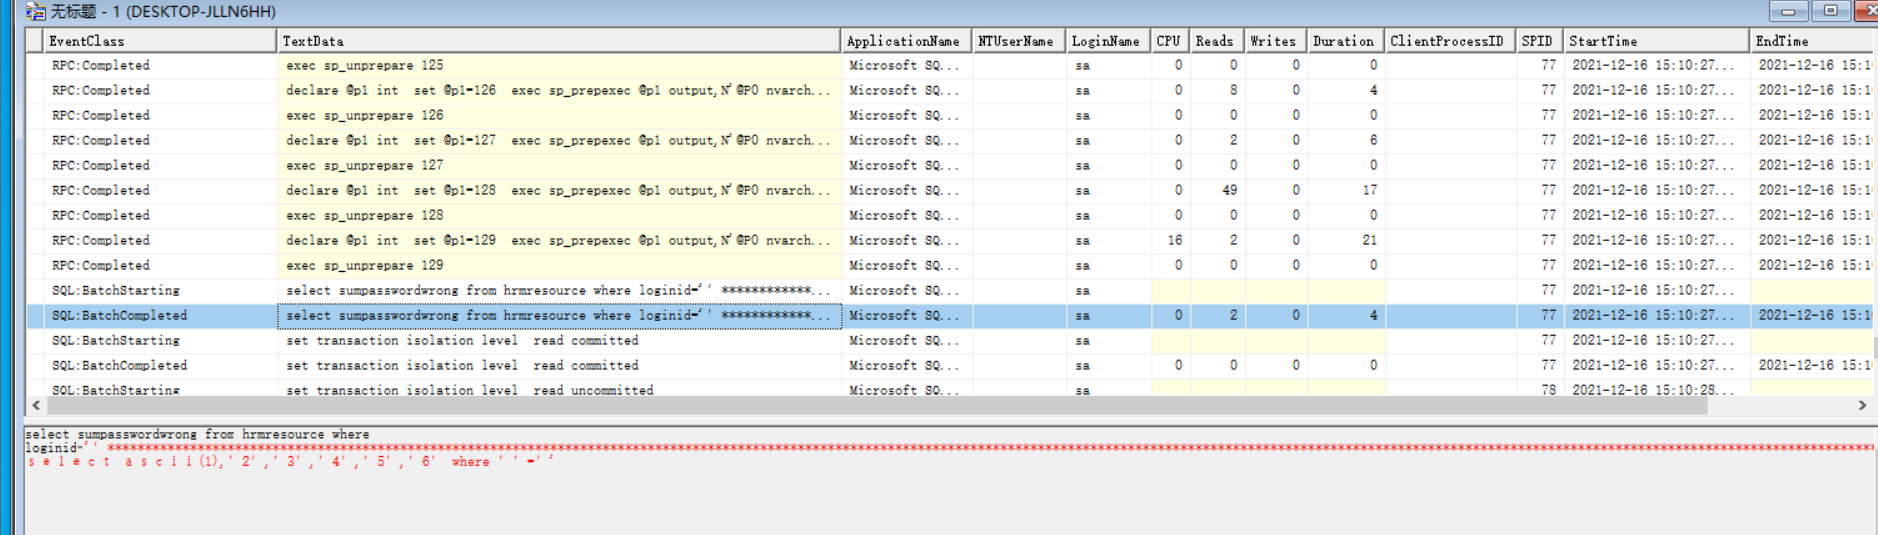 无标题 - 1 (DESKTOP-JLLN6HH)
EventClass TextData ApplicationName NTUserName LoginName CPU Reads Writes Duration ClientProcessID SPID StartTime EndTime
RPC:Completed exec sp_unprepare 125 Microsoft SQ... sa 0 0 0 0 77 2021-12-16 15:10:27... 2021-12-16 15:1
RPC:Completed declare @p1 int set @p1=126 exec sp_prepexec @p1 output,N'@P0 nvarch... Microsoft SQ... sa 0 8 0 4 77 2021-12-16 15:10:27... 2021-12-16 15:1
RPC:Completed exec sp_unprepare 126 Microsoft SQ... sa 0 0 0 0 77 2021-12-16 15:10:27... 2021-12-16 15:1
RPC:Completed declare @p1 int set @p1=127 exec sp_prepexec @p1 output,N'@P0 nvarch... Microsoft SQ... sa 0 2 0 6 77 2021-12-16 15:10:27... 2021-12-16 15:1
RPC:Completed exec sp_unprepare 127 Microsoft SQ... sa 0 0 0 0 77 2021-12-16 15:10:27... 2021-12-16 15:1
RPC:Completed declare @p1 int set @p1=128 exec sp_prepexec @p1 output,N'@P0 nvarch... Microsoft SQ... sa 0 49 0 17 77 2021-12-16 15:10:27... 2021-12-16 15:1
RPC:Completed exec sp_unprepare 128 Microsoft SQ... sa 0 0 0 0 77 2021-12-16 15:10:27... 2021-12-16 15:1
RPC:Completed declare @p1 int set @p1=129 exec sp_prepexec @p1 output,N'@P0 nvarch... Microsoft SQ... sa 16 2 0 21 77 2021-12-16 15:10:27... 2021-12-16 15:1
RPC:Completed exec sp_unprepare 129 Microsoft SQ... sa 0 0 0 0 77 2021-12-16 15:10:27... 2021-12-16 15:1
SQL:BatchStarting select sumpasswordwrong from hrmresource where loginid='' *************... Microsoft SQ... sa 77 2021-12-16 15:10:27...
SQL:BatchCompleted select sumpasswordwrong from hrmresource where loginid='' *************... Microsoft SQ... sa 0 2 0 4 77 2021-12-16 15:10:27... 2021-12-16 15:1
SQL:BatchStarting set transaction isolation level read committed Microsoft SQ... sa 77 2021-12-16 15:10:27...
SQL:BatchCompleted set transaction isolation level read committed Microsoft SQ... sa 0 0 0 0 77 2021-12-16 15:10:27... 2021-12-16 15:1
SQL:BatchStarting set transaction isolation level read uncommitted Microsoft SQ... sa 78 2021-12-16 15:10:28...
select sumpasswordwrong from hrmresource where
loginid=''
s e l e c t a s c i i (1),' 2' ,' 3' ,' 4' ,' 5' ,' 6' where ' ' =' '